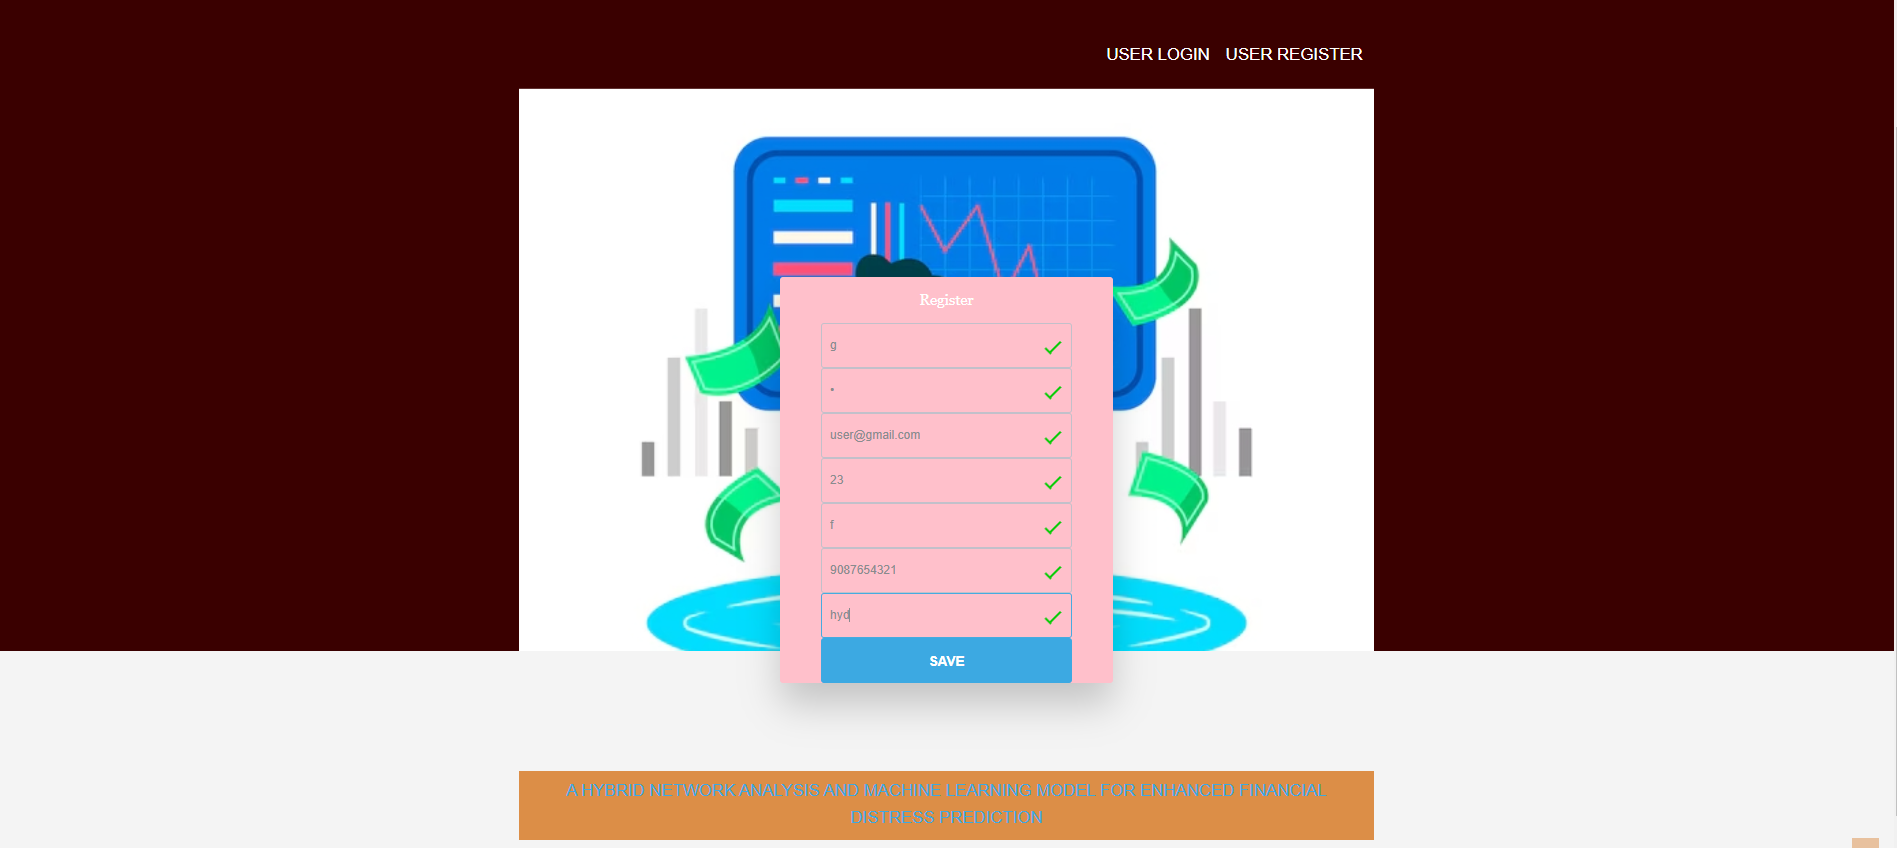 USER LOGIN USER REGISTER
Register
g
•
user@gmail.com
23
f
9087654321
hyd
SAVE
A HYBRID NETWORK ANALYSIS AND MACHINE LEARNING MODEL FOR ENHANCED FINANCIAL
DISTRESS PREDICTION